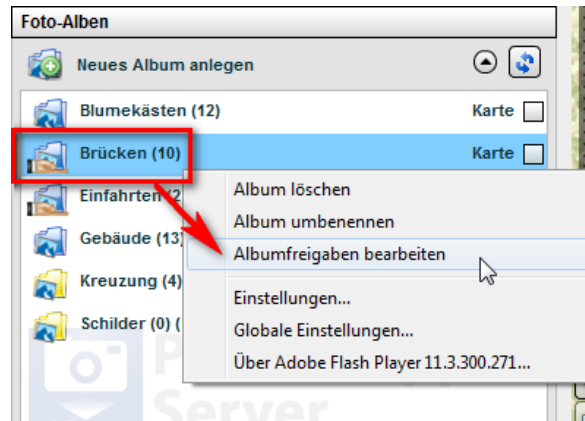 Foto-Alben
Neues Album anlegen
Blumekästen (12)
Karte
Brücken (10)
Karte
Einfahrten (2
Gebäude (13)
Kreuzung (4)
Schilder (0) (
Album löschen
Album umbenennen
Albumfreigaben bearbeiten
Einstellungen...
Globale Einstellungen...
Über Adobe Flash Player 11.3.300.271...
Server